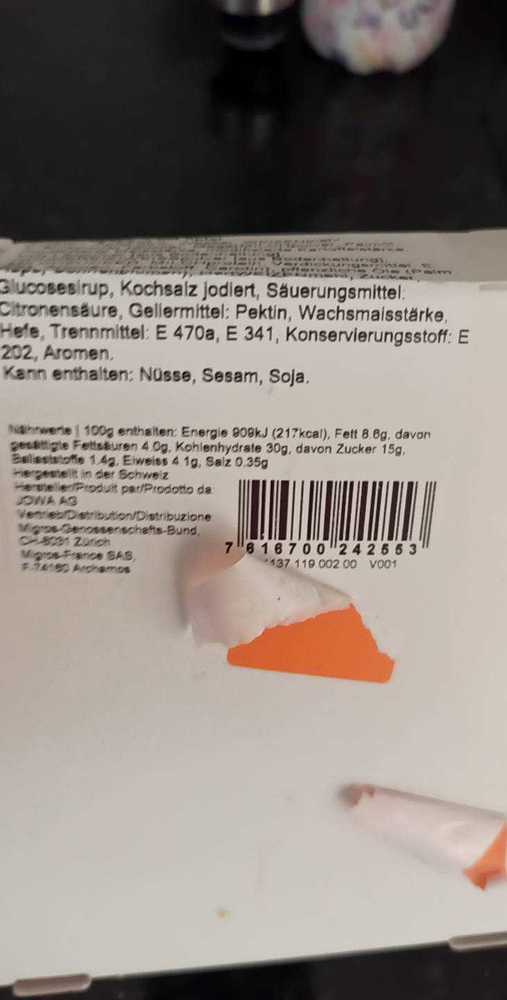 Glucosesirup, Kochsalz jodiert, Säuerungsmittel:
Citronensäure, Geliermittel: Pektin, Wachsmaisstärke,
Hefe, Trennmittel: E 470a, E 341, Konservierungsstoff: E
202, Aromen.
Kann enthalten: Nüsse, Sesam, Soja.
Nährwerte | 100g enthalten: Energie 909kJ (217kcal), Fett 8.6g, davon
gesättigte Fettsäuren 4.0g, Kohlenhydrate 30g, davon Zucker 15g,
Ballaststoffe 1.4g, Eiweiss 4.1g, Salz 0.35g
Hergestellt in der Schweiz
Hersteller/Produit par/Prodotto da
JOWA AG
Vertrieb/Distribution/Distribuzione
Migros-Genossenschafts-Bund,
CH-8031 Zürich
Migros-France SAS,
F-74160 Archamps
7 616700 242553
137 119 002 00 V001